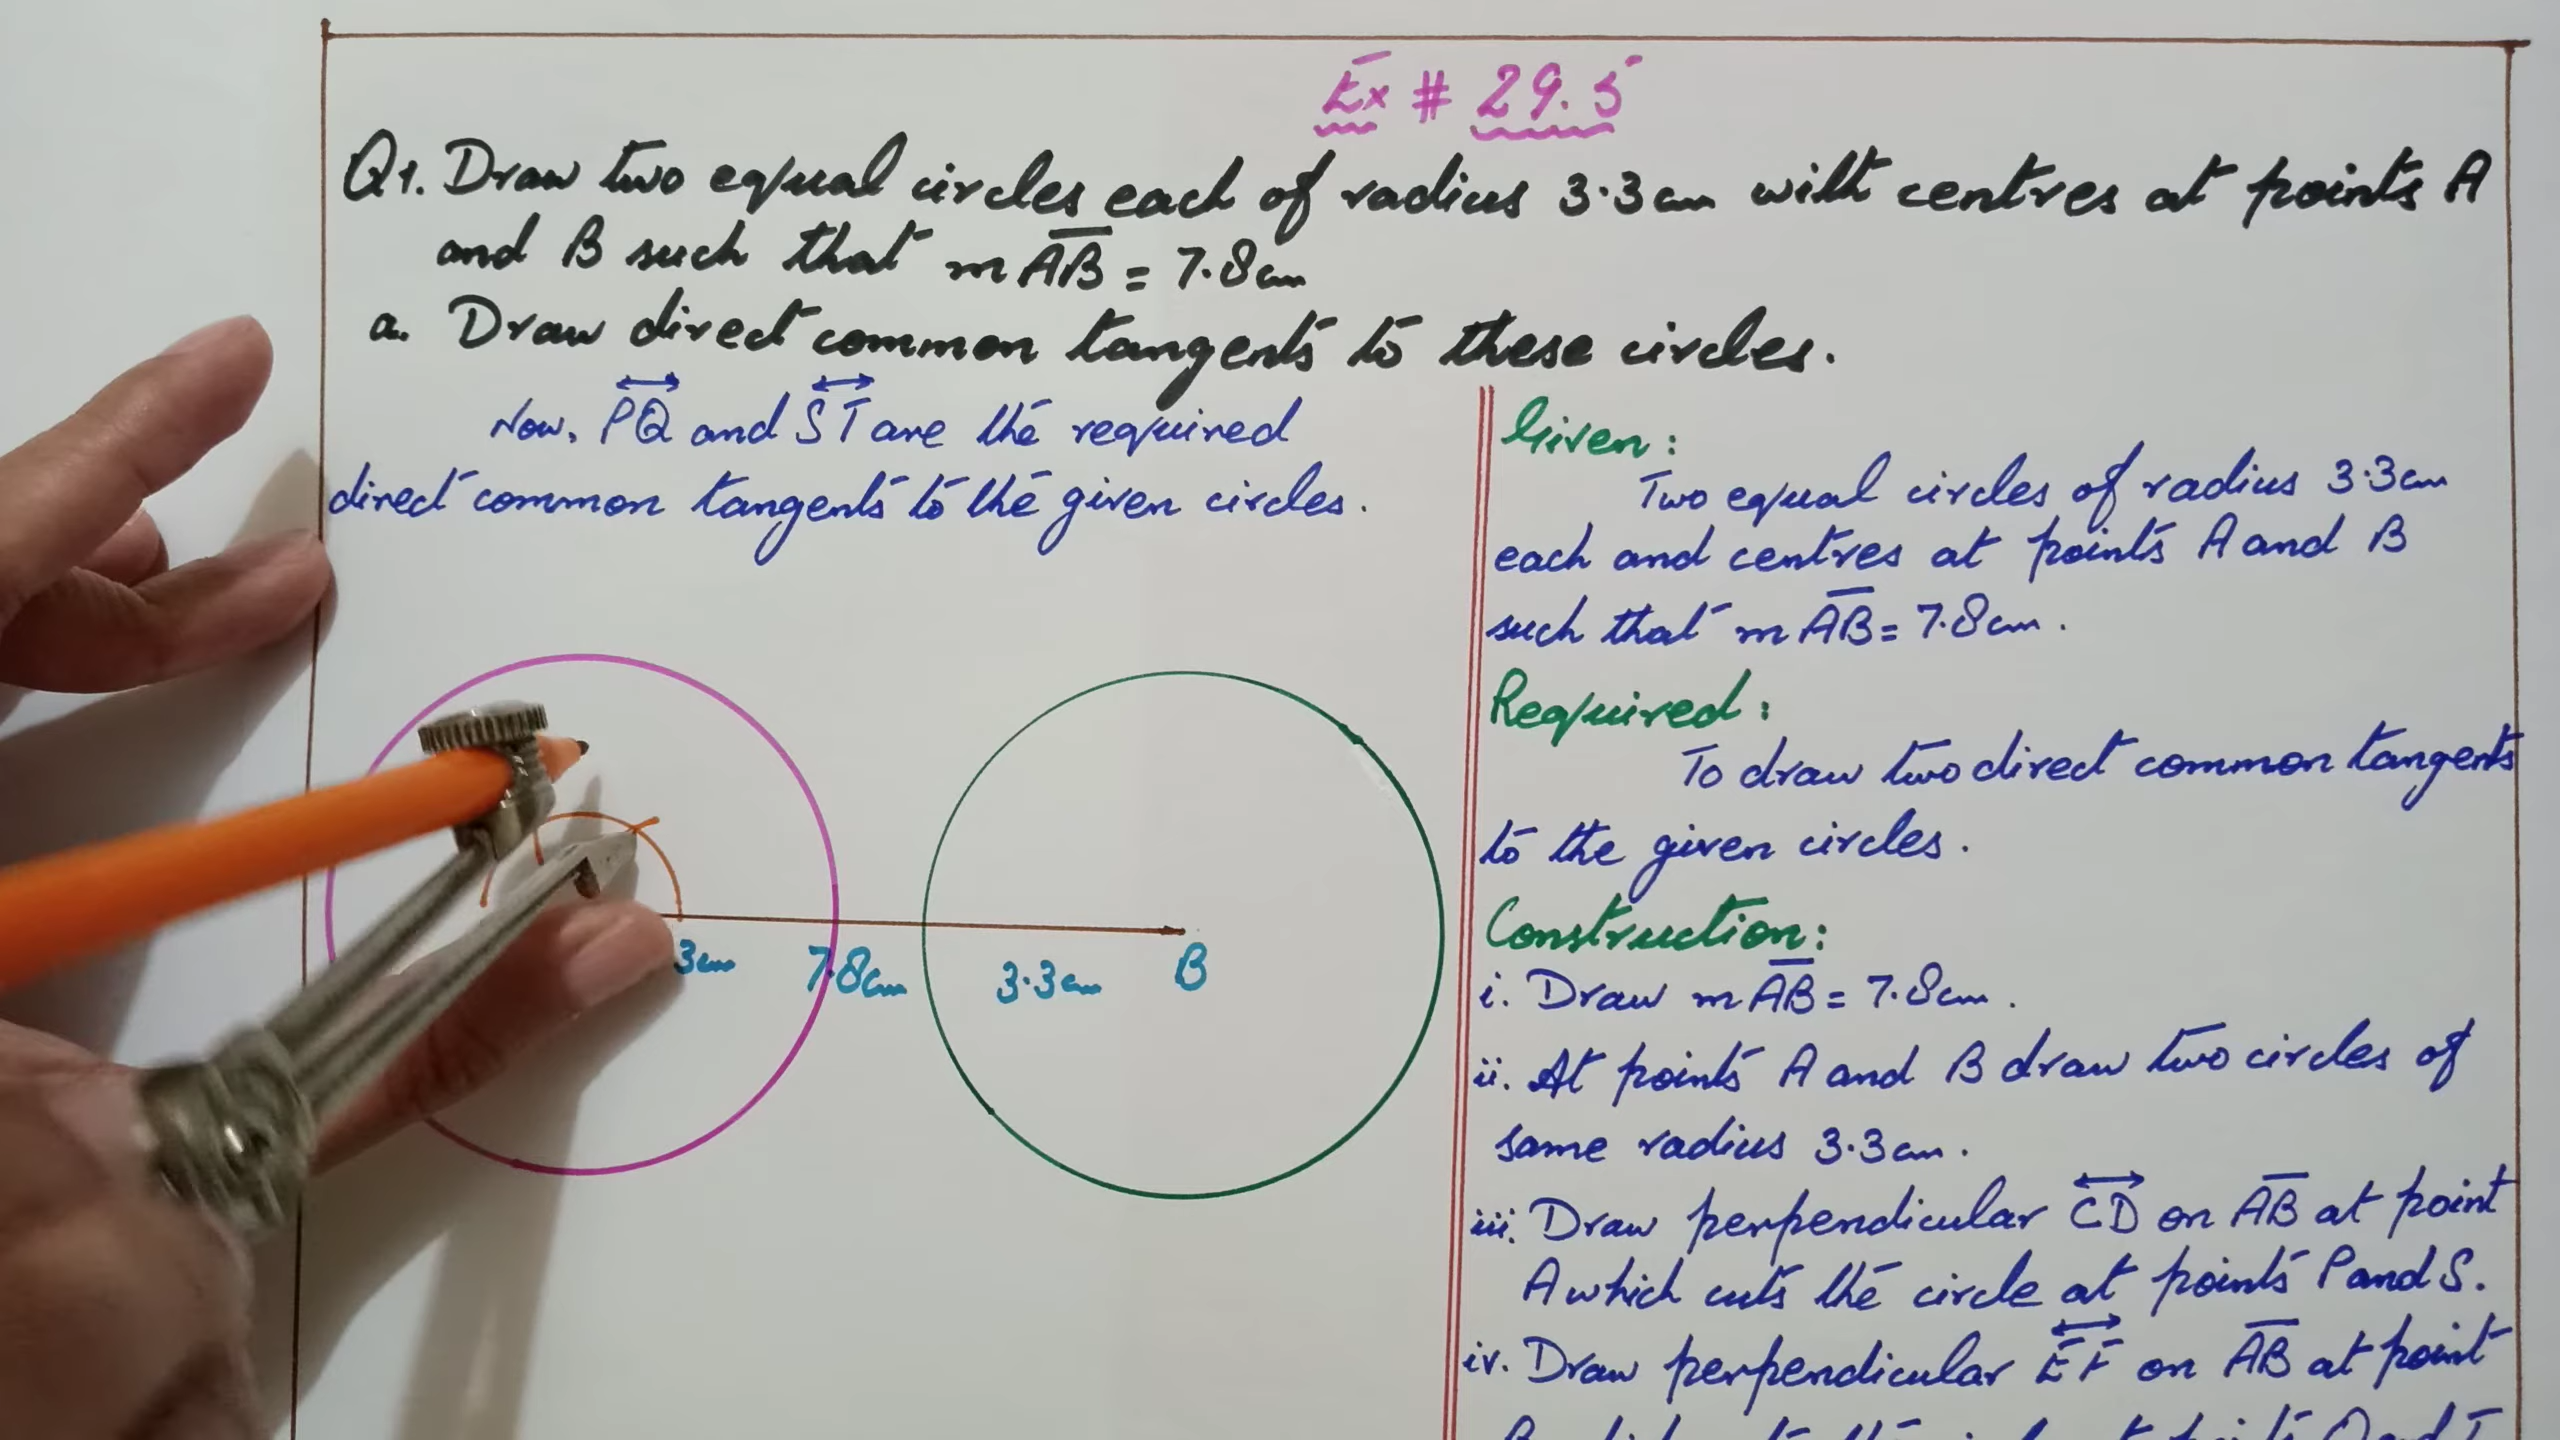 Ex # 29.5
Q1. Draw two equal circles each of radius 3.3cm with centres at points A
and B such that mAB = 7.8cm
a. Draw direct common tangents to these circles.
Now, PQ and ST are the required
direct common tangents to the given circles.
3cm 7.8cm 3.3cm B
Given:
Two equal circles of radius 3.3cm
each and centres at points A and B
such that mAB = 7.8cm.
Required:
To draw two direct common tangents
to the given circles.
Construction:
i. Draw mAB = 7.8cm.
ii. At points A and B draw two circles of
same radius 3.3cm.
iii. Draw perpendicular CD on AB at point
A which cuts the circle at points P and S.
iv. Draw perpendicular EF on AB at point